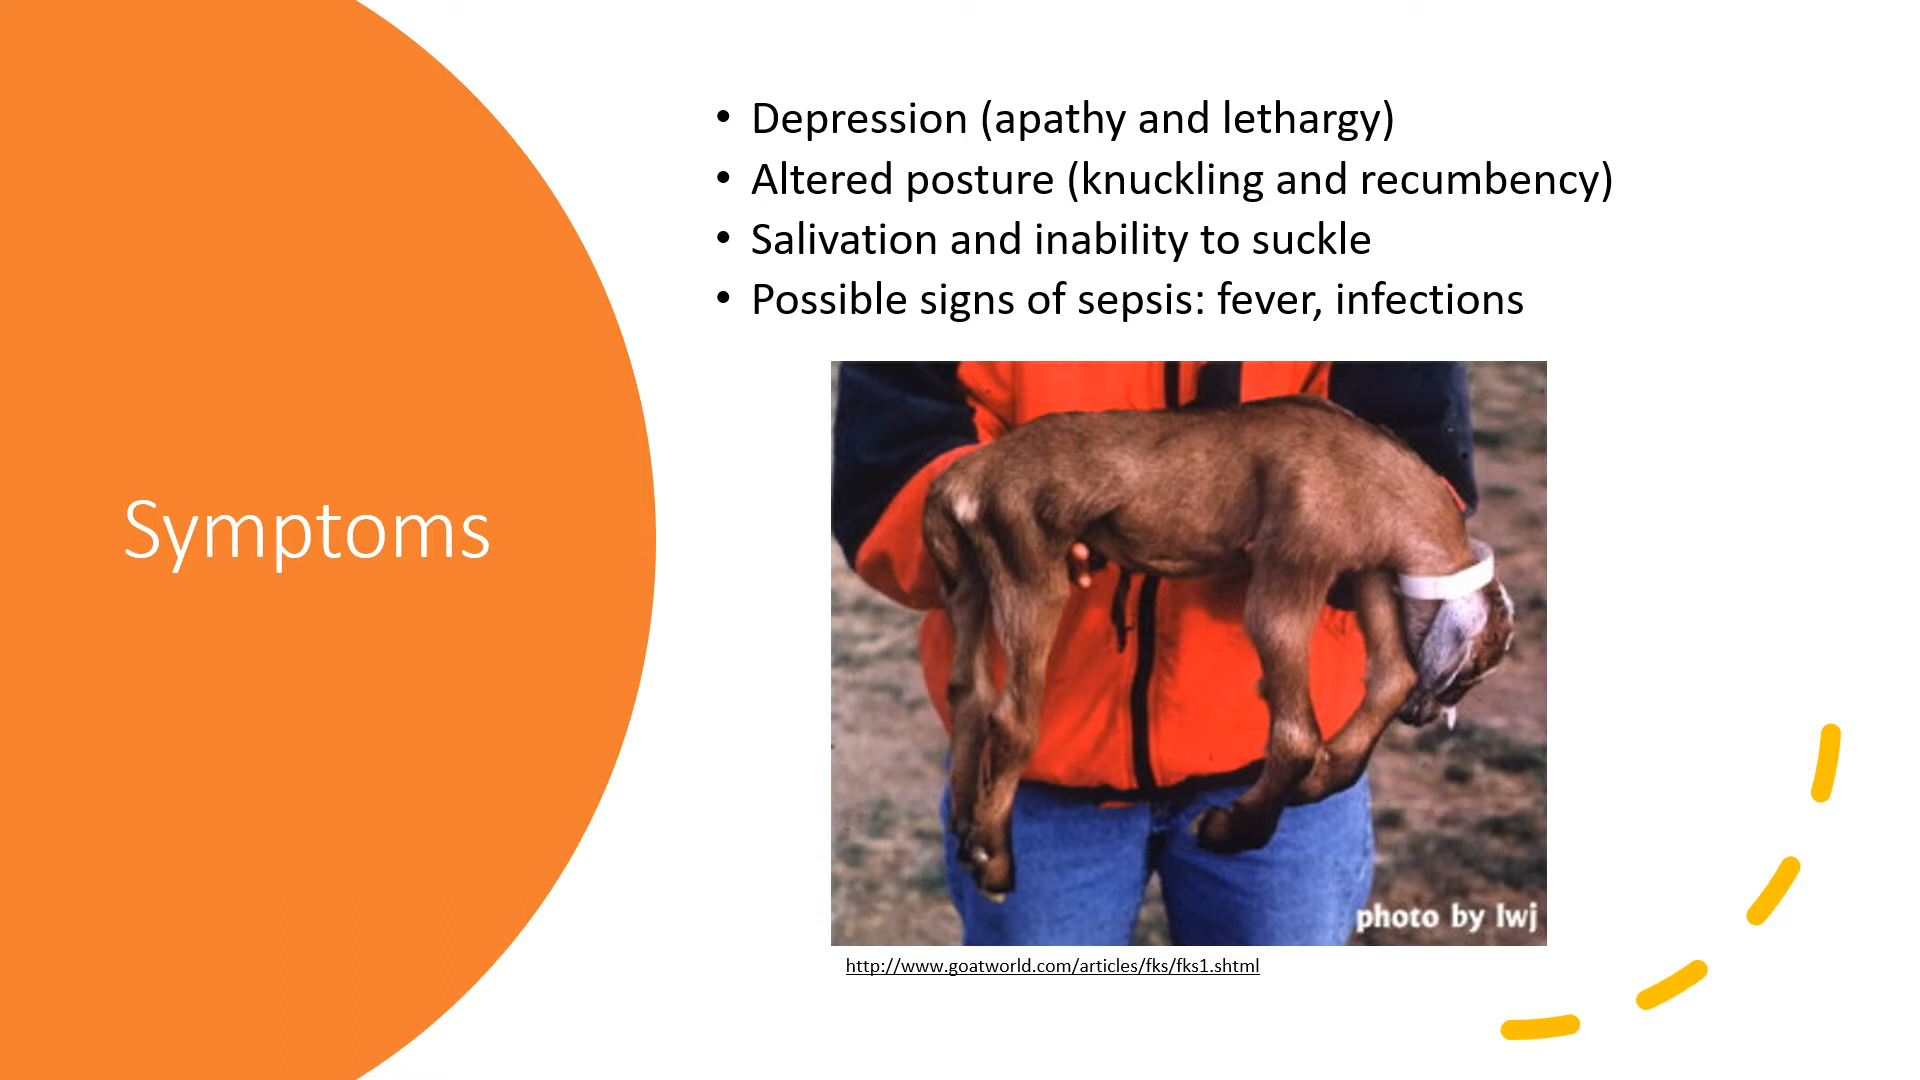 Symptoms
• Depression (apathy and lethargy)
• Altered posture (knuckling and recumbency)
• Salivation and inability to suckle
• Possible signs of sepsis: fever, infections
photo by lwj
http://www.goatworld.com/articles/fks/fks1.shtml